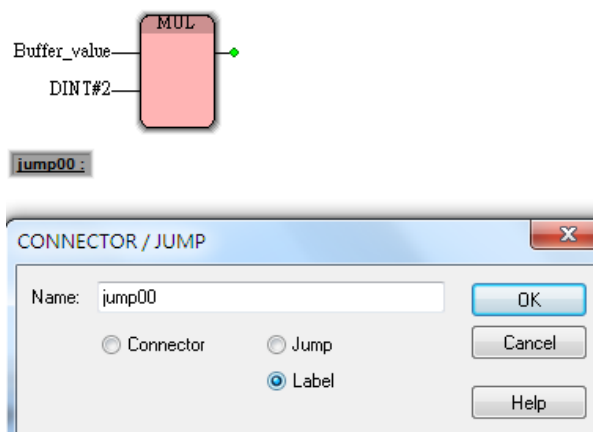 MUL
Buffer_value
DINT#2
jump00 :
CONNECTOR / JUMP
Name: jump00 OK
Connector Jump Cancel
Label
Help